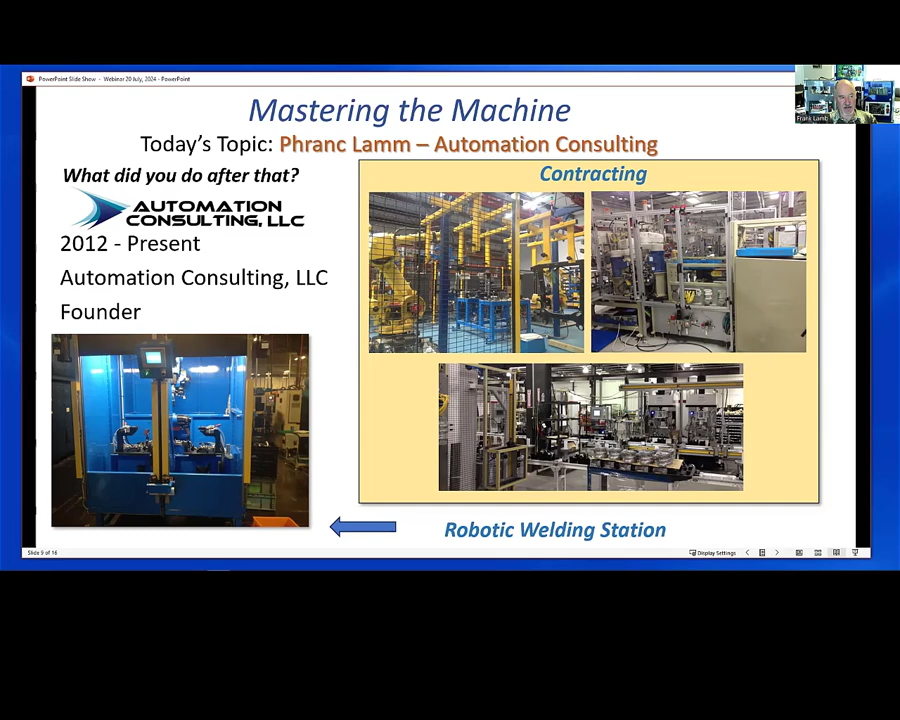 PowerPoint Slide Show - Webinar 20 July, 2024 - PowerPoint
Frank Lamb
Mastering the Machine
Today's Topic: Phranc Lamm – Automation Consulting
What did you do after that?
AUTOMATION
CONSULTING, LLC
2012 - Present
Automation Consulting, LLC
Founder
Contracting
Robotic Welding Station
Slide 9 of 16
Display Settings